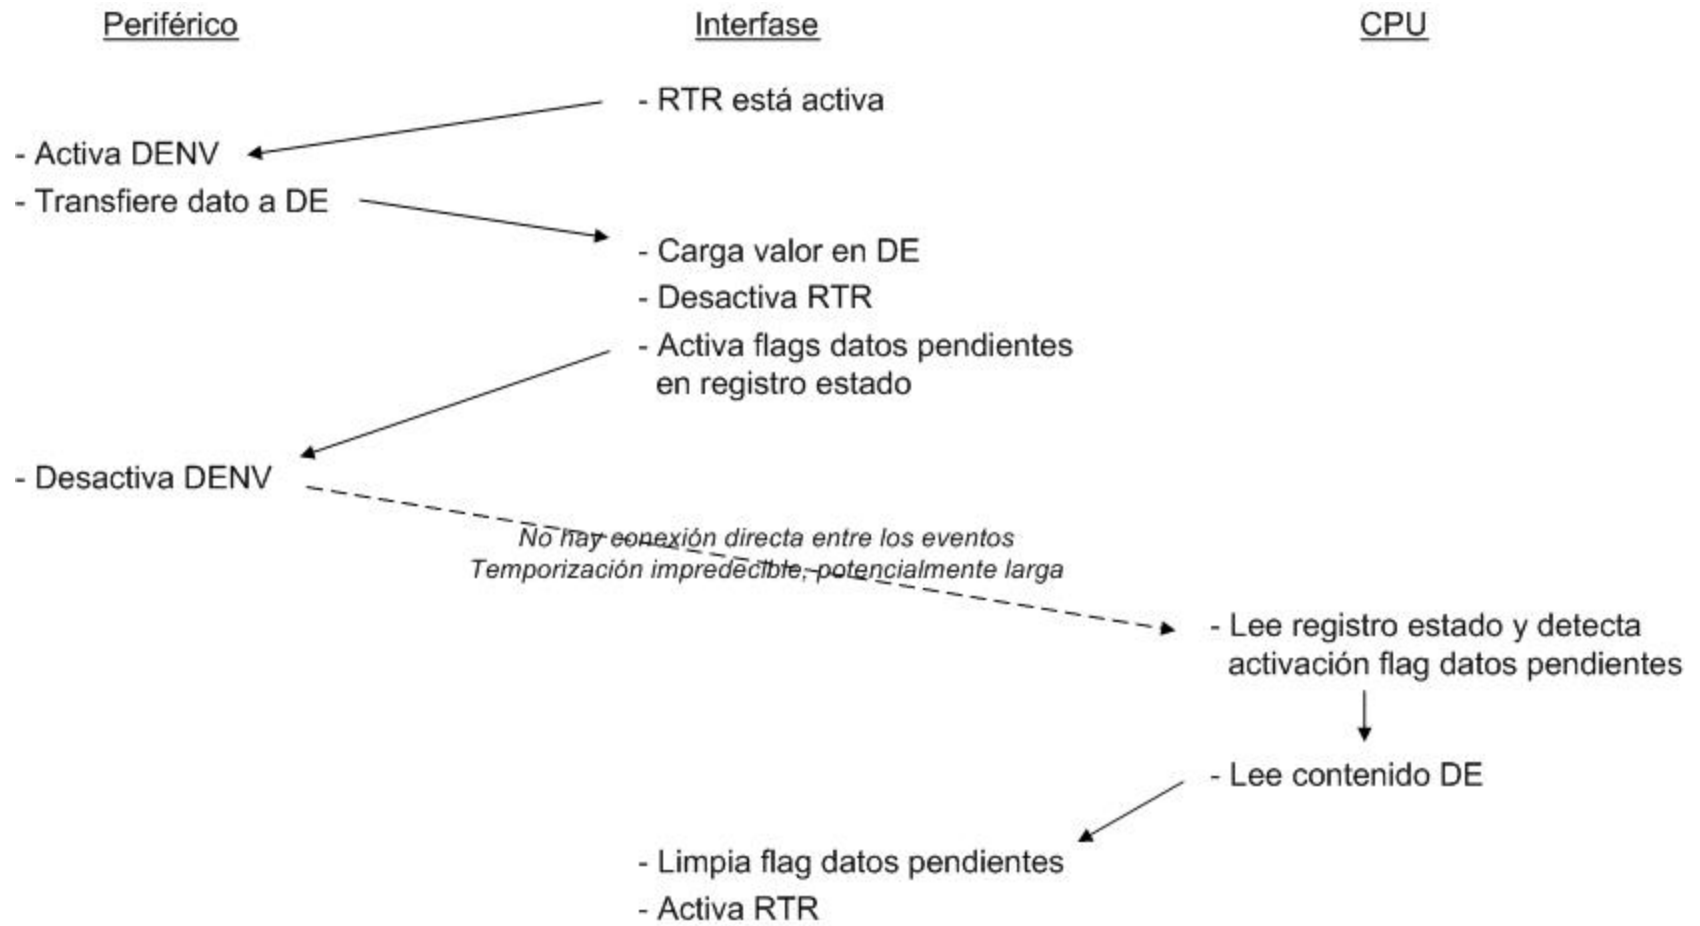 Periférico
Interfase
CPU
- RTR está activa
- Activa DENV
- Transfiere dato a DE
- Carga valor en DE
- Desactiva RTR
- Activa flags datos pendientes
en registro estado
- Desactiva DENV
No hay conexión directa entre los eventos
Temporización impredecible, potencialmente larga
- Lee registro estado y detecta
activación flag datos pendientes
- Lee contenido DE
- Limpia flag datos pendientes
- Activa RTR